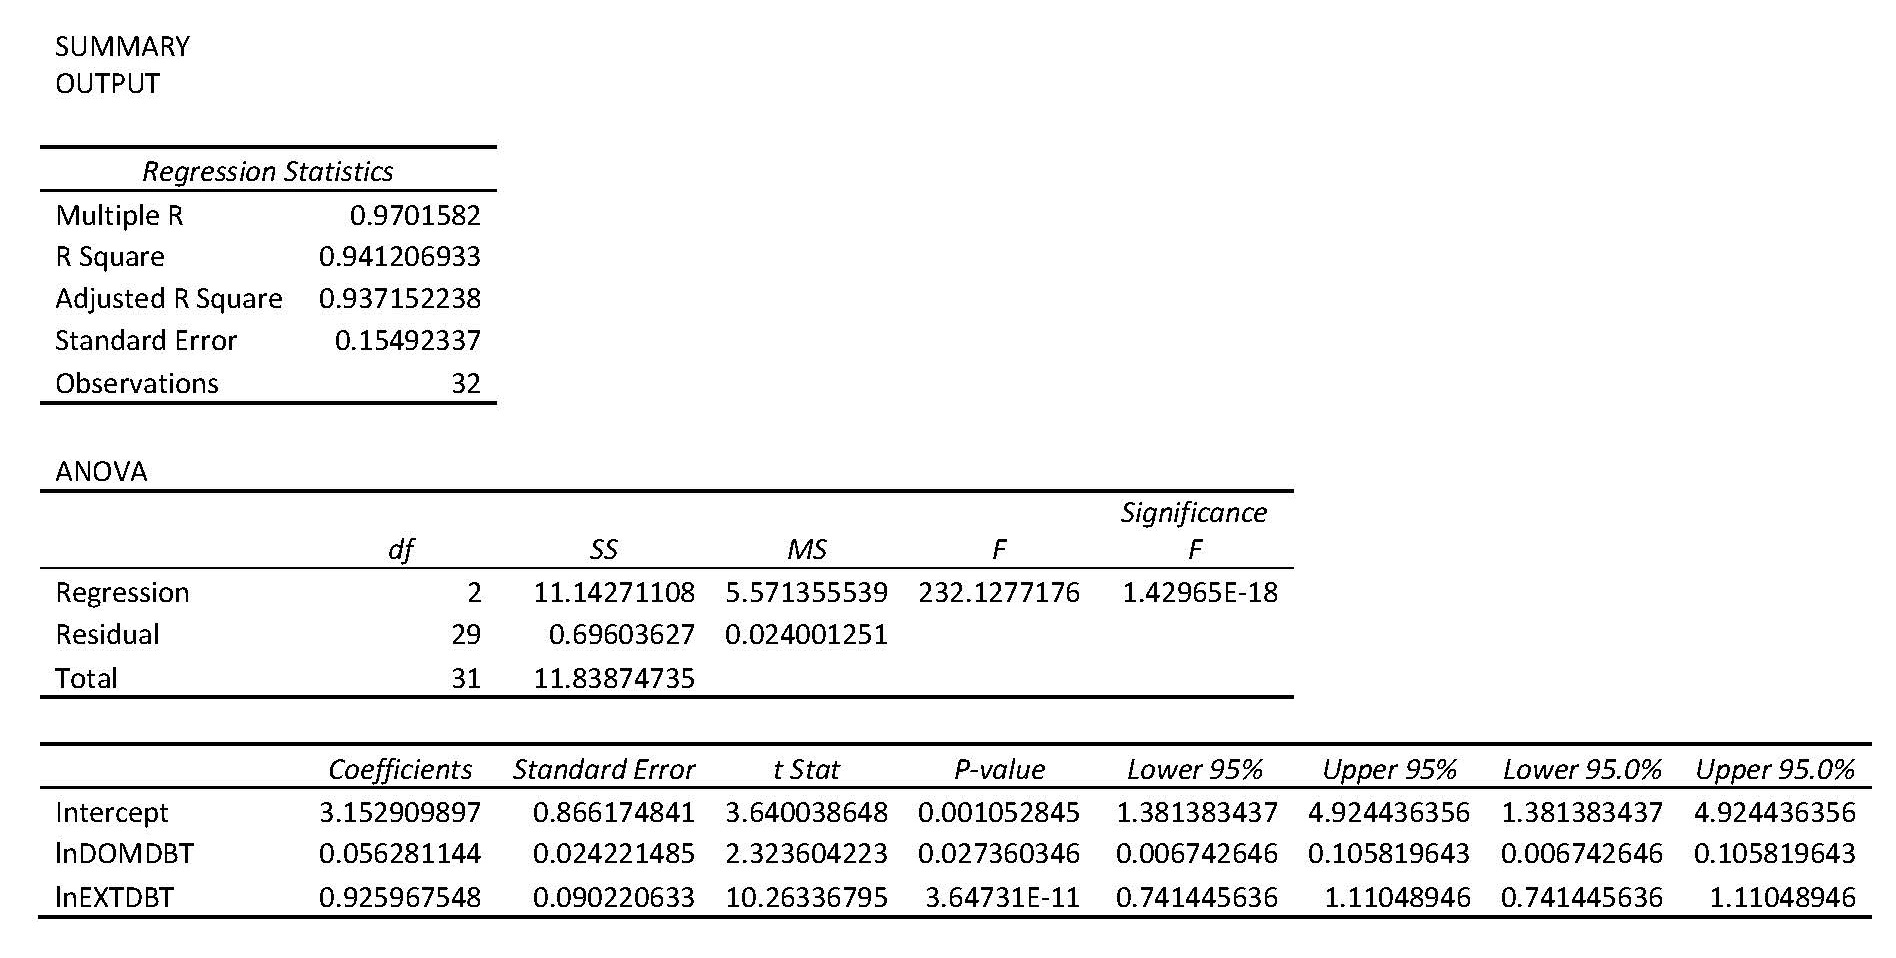 SUMMARY
OUTPUT
Regression Statistics
Multiple R 0.9701582
R Square 0.941206933
Adjusted R Square 0.937152238
Standard Error 0.15492337
Observations 32
ANOVA
Significance
df SS MS F F
Regression 2 11.14271108 5.571355539 232.1277176 1.42965E-18
Residual 29 0.69603627 0.024001251
Total 31 11.83874735
Coefficients Standard Error t Stat P-value Lower 95% Upper 95% Lower 95.0% Upper 95.0%
Intercept 3.152909897 0.866174841 3.640038648 0.001052845 1.381383437 4.924436356 1.381383437 4.924436356
lnDOMDBT 0.056281144 0.024221485 2.323604223 0.027360346 0.006742646 0.105819643 0.006742646 0.105819643
lnEXTDBT 0.925967548 0.090220633 10.26336795 3.64731E-11 0.741445636 1.11048946 0.741445636 1.11048946